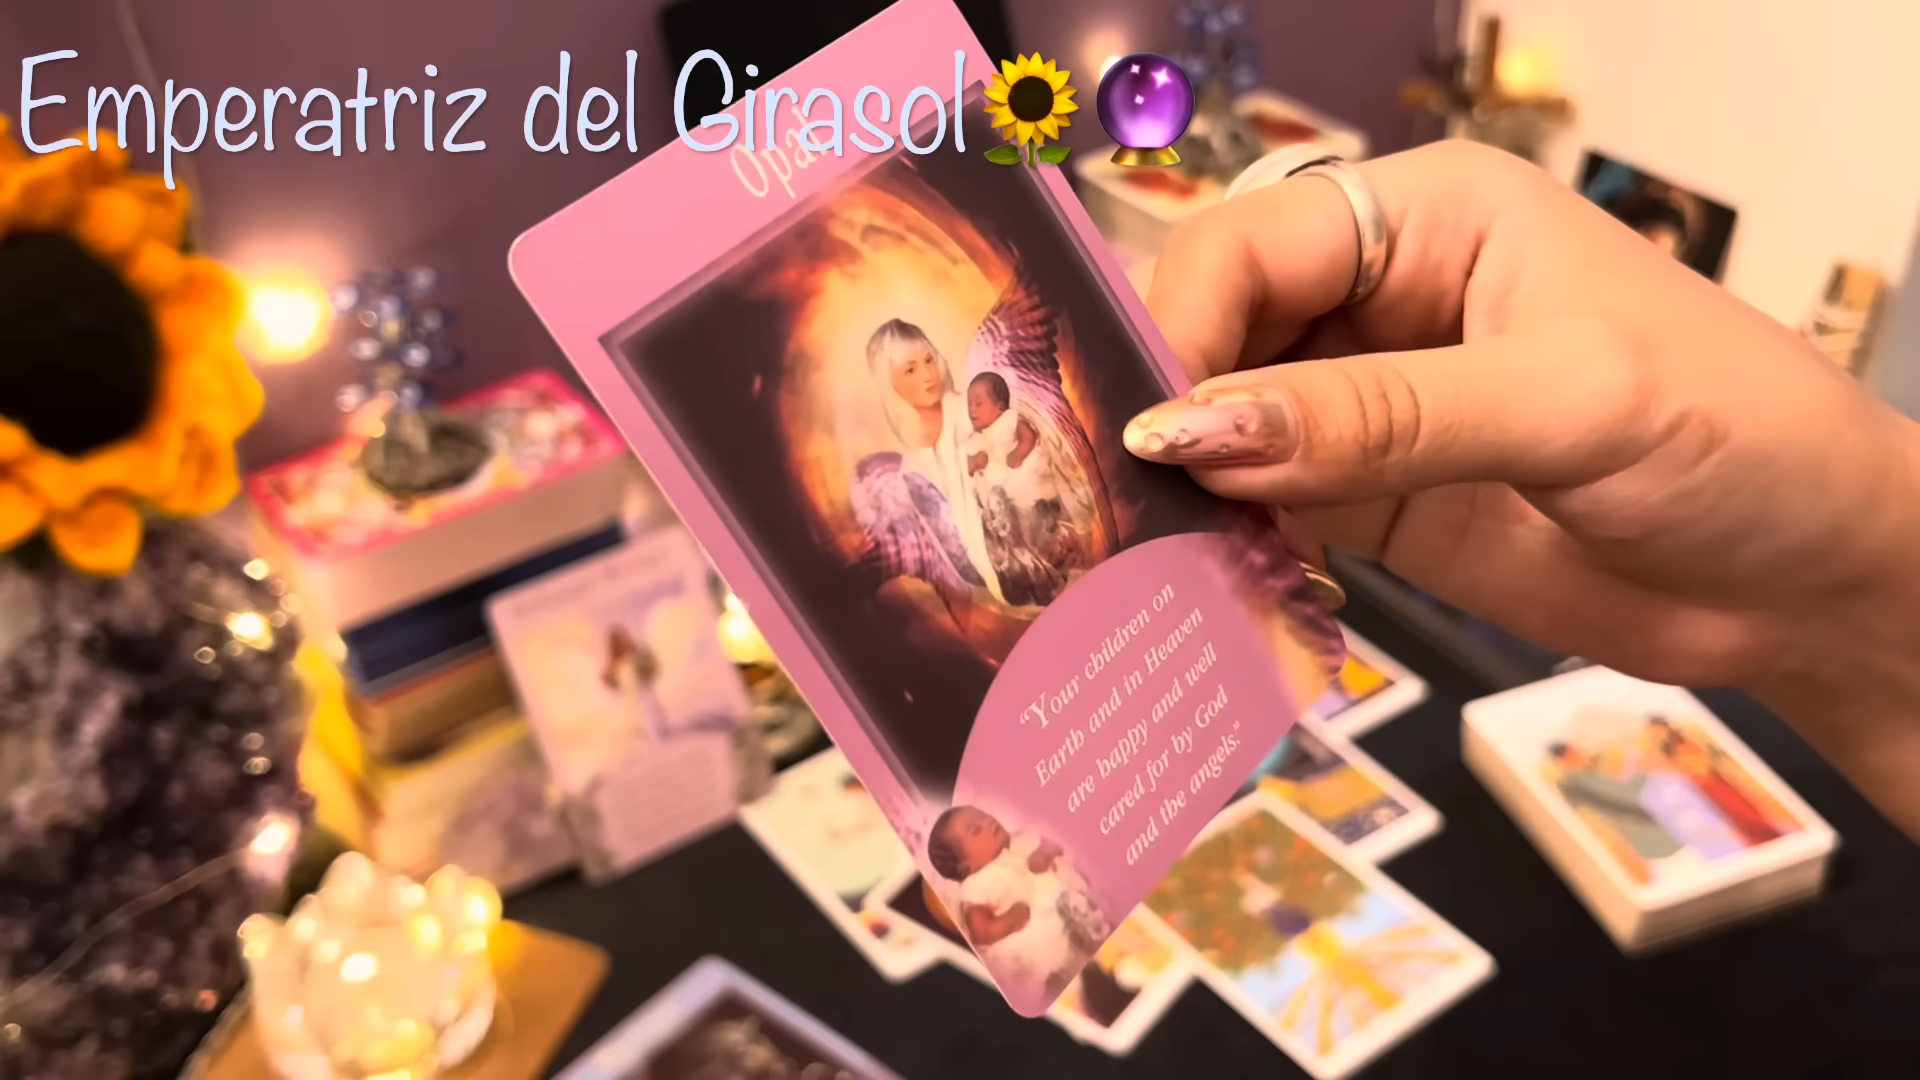 Emperatriz del Girasol🌻🔮
Opal
“Your children on
Earth and in Heaven
are happy and well
cared for by God
and the angels.”